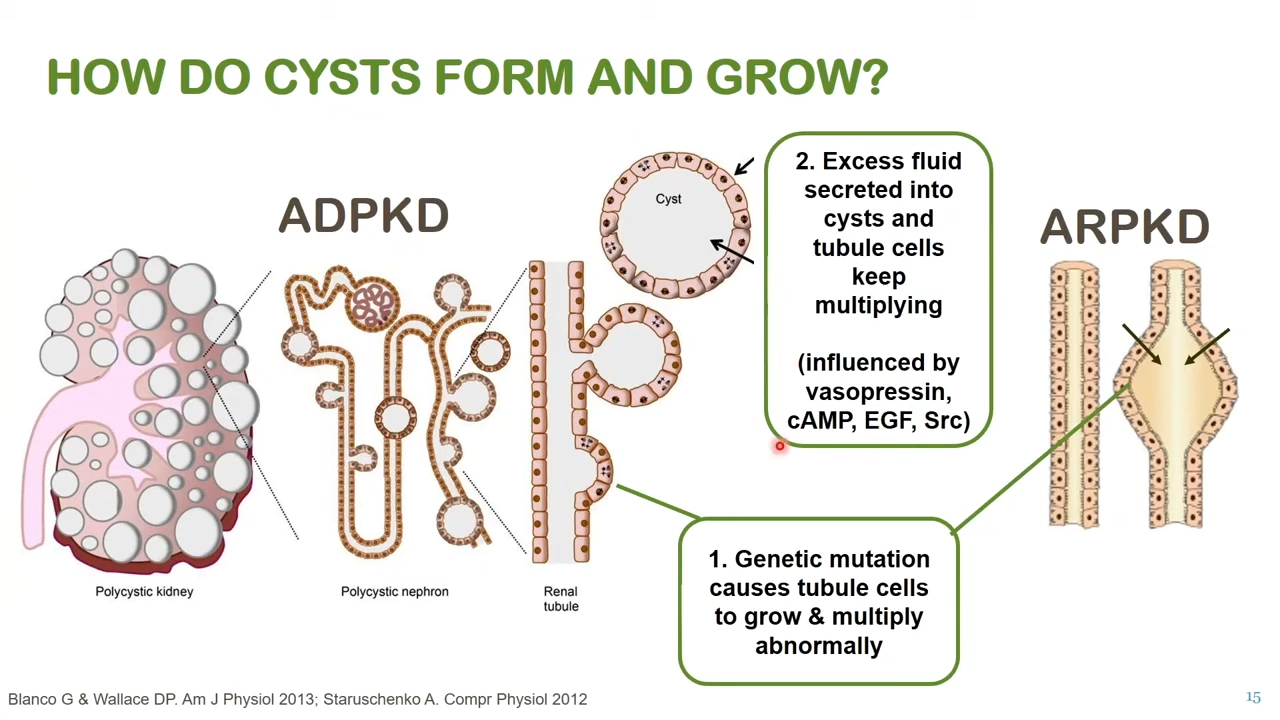 HOW DO CYSTS FORM AND GROW?
ADPKD
Cyst
2. Excess fluid
secreted into
cysts and
tubule cells
keep
multiplying
(influenced by
vasopressin,
cAMP, EGF, Src)
ARPKD
Polycystic kidney
Polycystic nephron
Renal
tubule
1. Genetic mutation
causes tubule cells
to grow & multiply
abnormally
Blanco G & Wallace DP. Am J Physiol 2013; Staruschenko A. Compr Physiol 2012
15